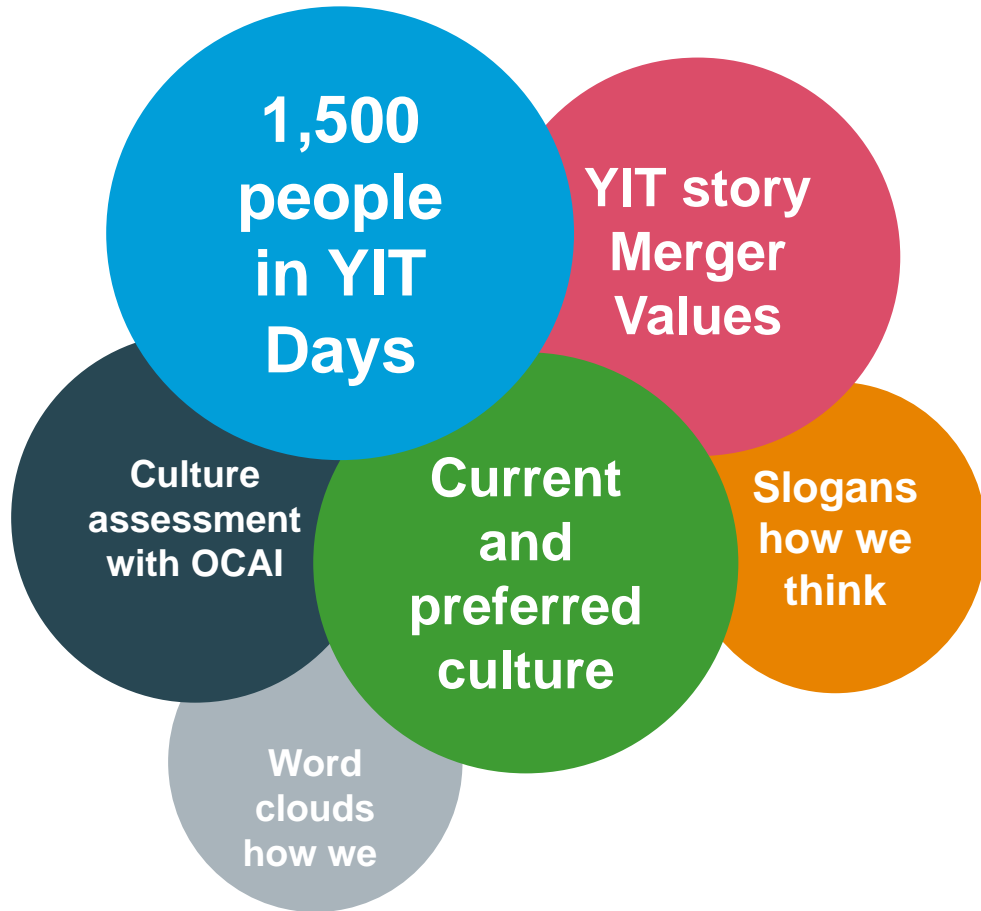 1,500
people
in YIT
Days
YIT story
Merger
Values
Culture
assessment
with OCAI
Current
and
preferred
culture
Slogans
how we
think
Word
clouds
how we